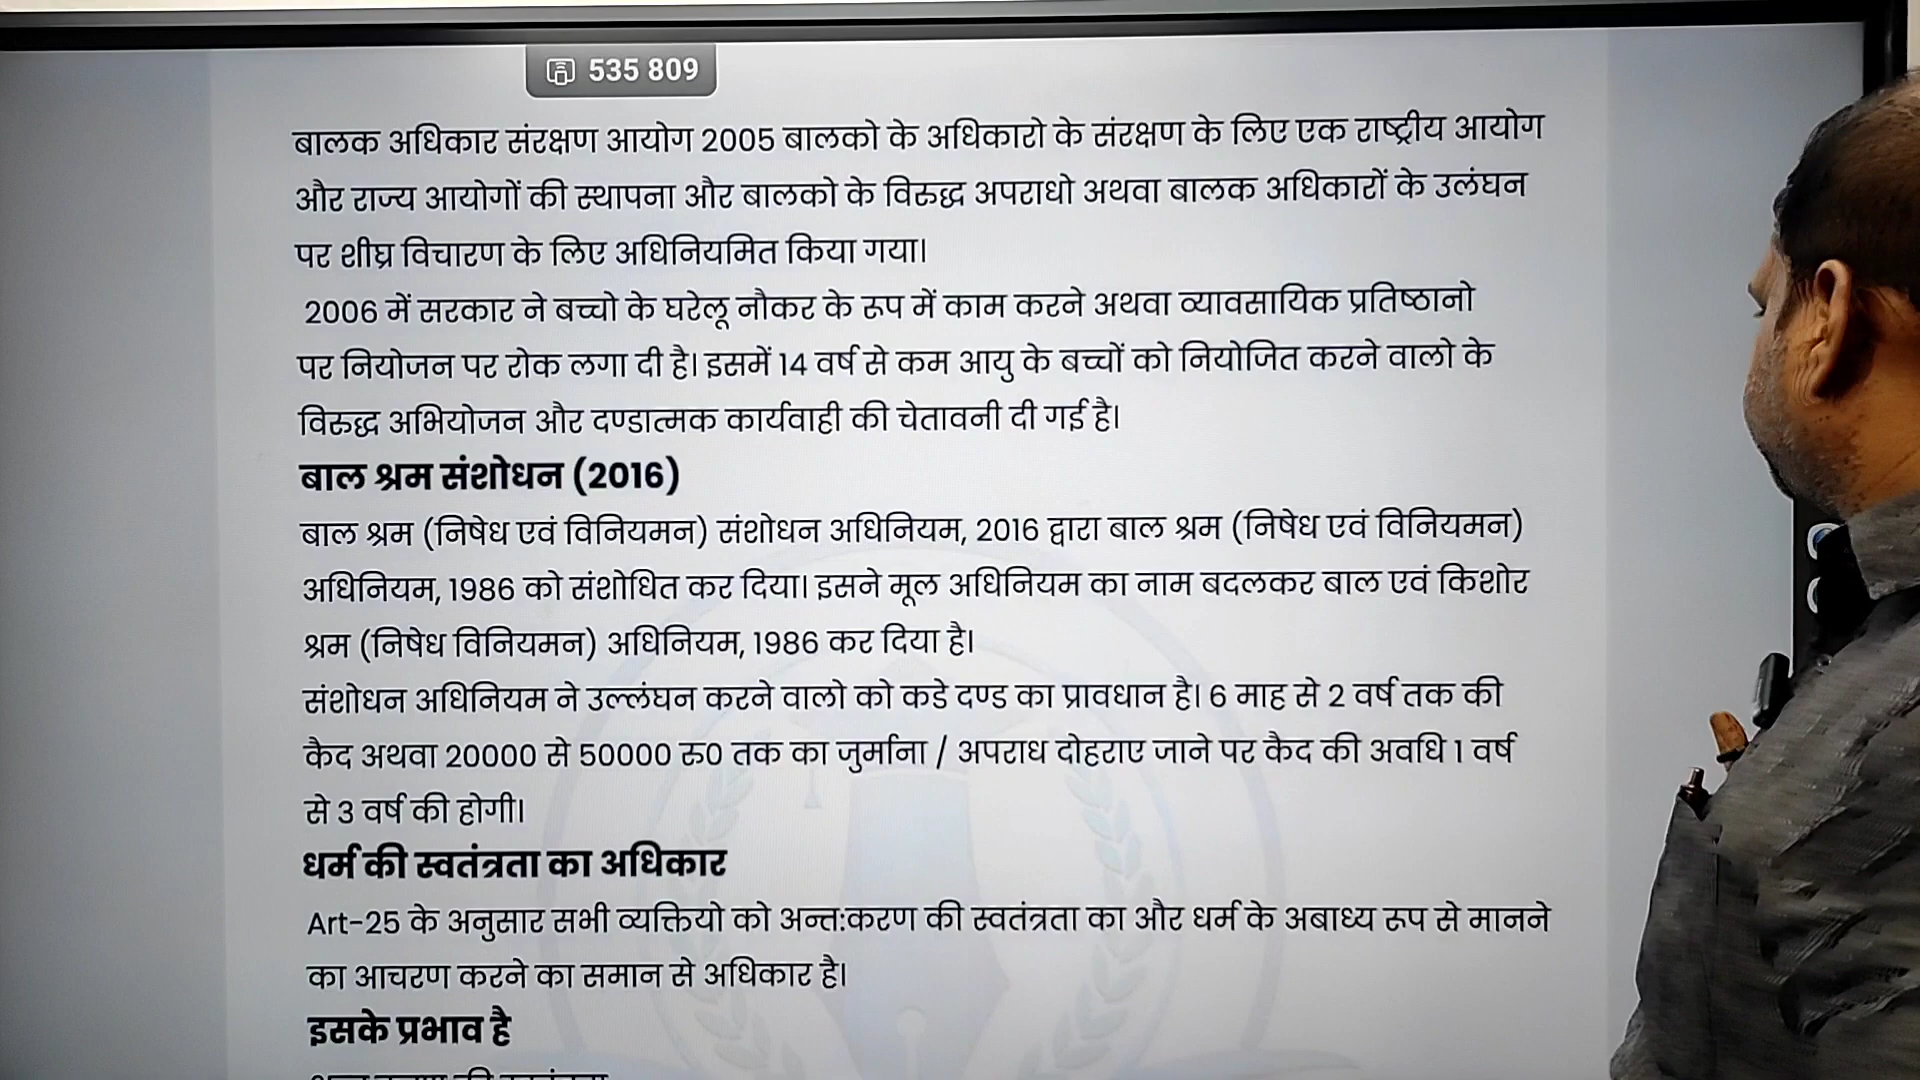 535 809
बालक अधिकार संरक्षण आयोग 2005 बालको के अधिकारो के संरक्षण के लिए एक राष्ट्रीय आयोग
और राज्य आयोगों की स्थापना और बालको के विरुद्ध अपराधो अथवा बालक अधिकारों के उलंघन
पर शीघ्र विचारण के लिए अधिनियमित किया गया।
2006 में सरकार ने बच्चो के घरेलू नौकर के रूप में काम करने अथवा व्यावसायिक प्रतिष्ठानो
पर नियोजन पर रोक लगा दी है। इसमें 14 वर्ष से कम आयु के बच्चों को नियोजित करने वालो के
विरुद्ध अभियोजन और दण्डात्मक कार्यवाही की चेतावनी दी गई है।
बाल श्रम संशोधन (2016)
बाल श्रम (निषेध एवं विनियमन) संशोधन अधिनियम, 2016 द्वारा बाल श्रम (निषेध एवं विनियमन)
अधिनियम, 1986 को संशोधित कर दिया। इसने मूल अधिनियम का नाम बदलकर बाल एवं किशोर
श्रम (निषेध विनियमन) अधिनियम, 1986 कर दिया है।
संशोधन अधिनियम ने उल्लंघन करने वालो को कडे दण्ड का प्रावधान है। 6 माह से 2 वर्ष तक की
कैद अथवा 20000 से 50000 रु0 तक का जुर्माना / अपराध दोहराए जाने पर कैद की अवधि 1 वर्ष
से 3 वर्ष की होगी।
धर्म की स्वतंत्रता का अधिकार
Art-25 के अनुसार सभी व्यक्तियो को अन्त:करण की स्वतंत्रता का और धर्म के अबाध्य रूप से मानने
का आचरण करने का समान से अधिकार है।
इसके प्रभाव है